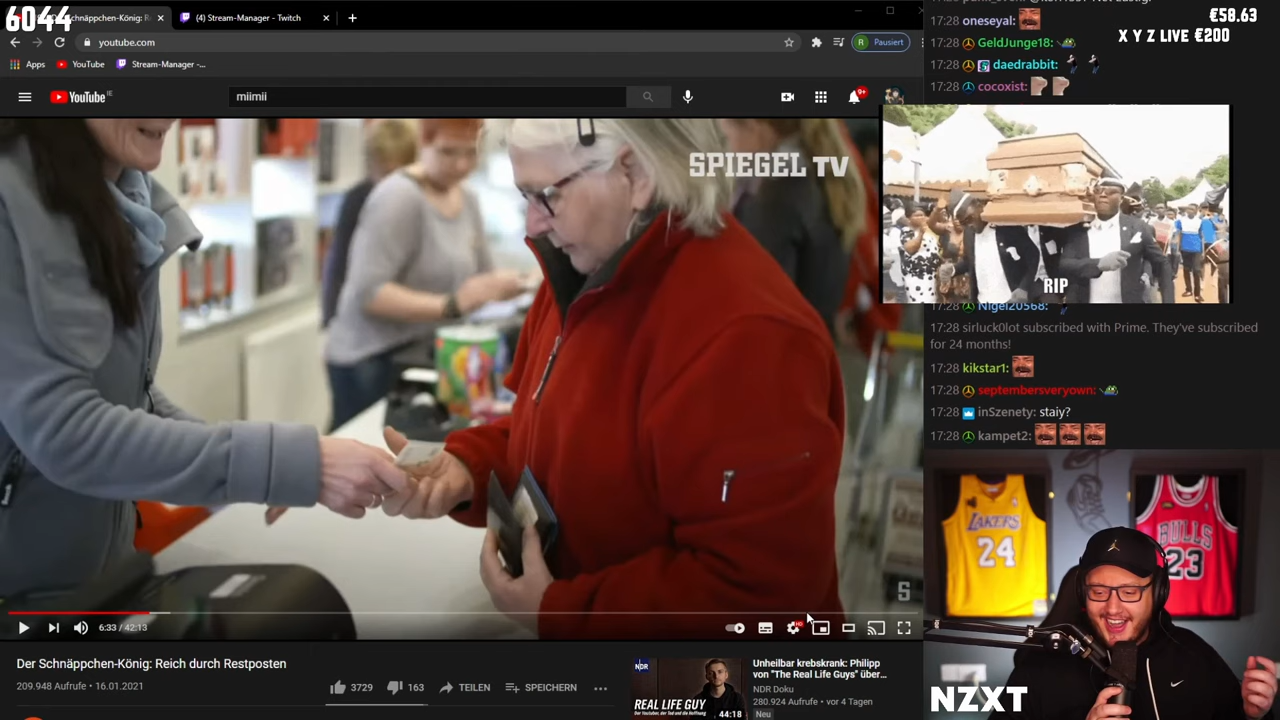 6044
Schnäppchen-König: R
(4) Stream-Manager - Twitch
youtube.com
Pausiert
Apps
YouTube
Stream-Manager -...
YouTube IE
miimii
9+
SPIEGEL TV
S
6:33 / 42:13
HD
Der Schnäppchen-König: Reich durch Restposten
209.948 Aufrufe • 16.01.2021
3729
163
TEILEN
SPEICHERN
NDR
REAL LIFE GUY
44:18
Unheilbar krebskrank: Philipp
von "The Real Life Guys" über...
NDR Doku
280.924 Aufrufe • vor 4 Tagen
Neu
€58.63
X Y Z LIVE €200
17:28 oneseyal:
17:28 GeldJunge18:
17:28 daedrabbit:
17:28 cocoxist:
RIP
17:28 sirluck0lot subscribed with Prime. They've subscribed
for 24 months!
17:28 kikstar1:
17:28 septembersveryown:
17:28 inSzenety: staiy?
17:28 kampet2:
LAKERS
24
BULLS
23
NZXT